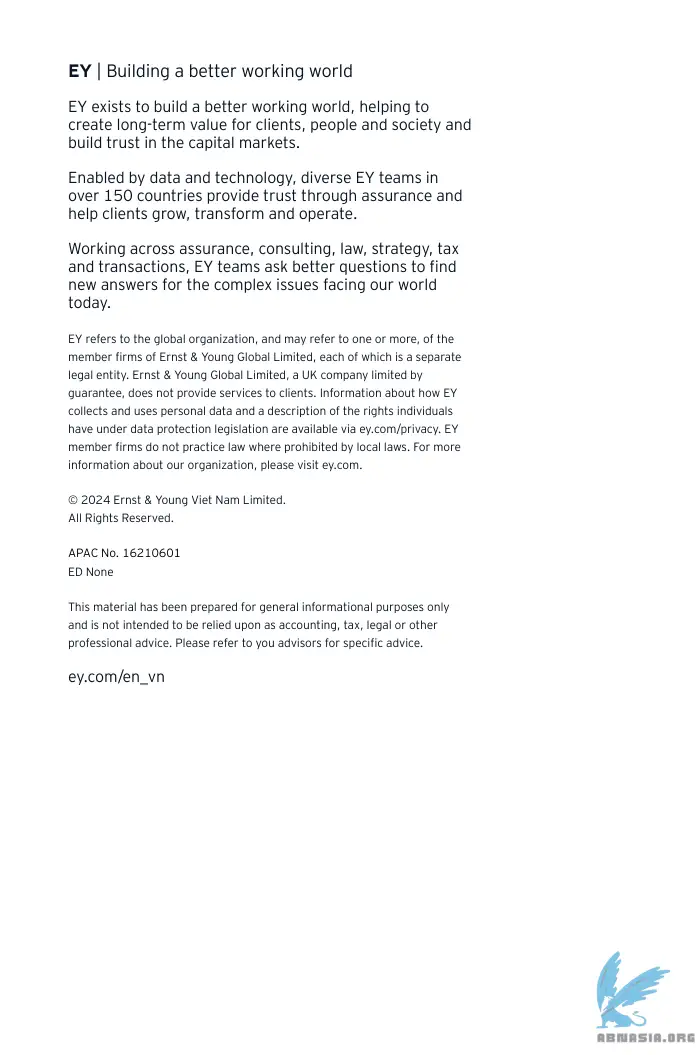 EY | Building a better working world
EY exists to build a better working world, helping to
create long-term value for clients, people and society and
build trust in the capital markets.
Enabled by data and technology, diverse EY teams in
over 150 countries provide trust through assurance and
help clients grow, transform and operate.
Working across assurance, consulting, law, strategy, tax
and transactions, EY teams ask better questions to find
new answers for the complex issues facing our world
today.
EY refers to the global organization, and may refer to one or more, of the
member firms of Ernst & Young Global Limited, each of which is a separate
legal entity. Ernst & Young Global Limited, a UK company limited by
guarantee, does not provide services to clients. Information about how EY
collects and uses personal data and a description of the rights individuals
have under data protection legislation are available via ey.com/privacy. EY
member firms do not practice law where prohibited by local laws. For more
information about our organization, please visit ey.com.
© 2024 Ernst & Young Viet Nam Limited.
All Rights Reserved.
APAC No. 16210601
ED None
This material has been prepared for general informational purposes only
and is not intended to be relied upon as accounting, tax, legal or other
professional advice. Please refer to you advisors for specific advice.
ey.com/en_vn
ABNASIA.ORG